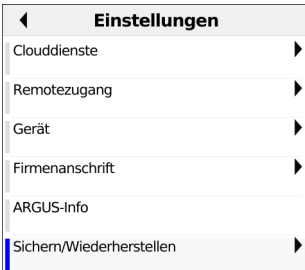 Einstellungen
Clouddienste
Remotezugang
Gerät
Firmenanschrift
ARGUS-Info
Sichern/Wiederherstellen